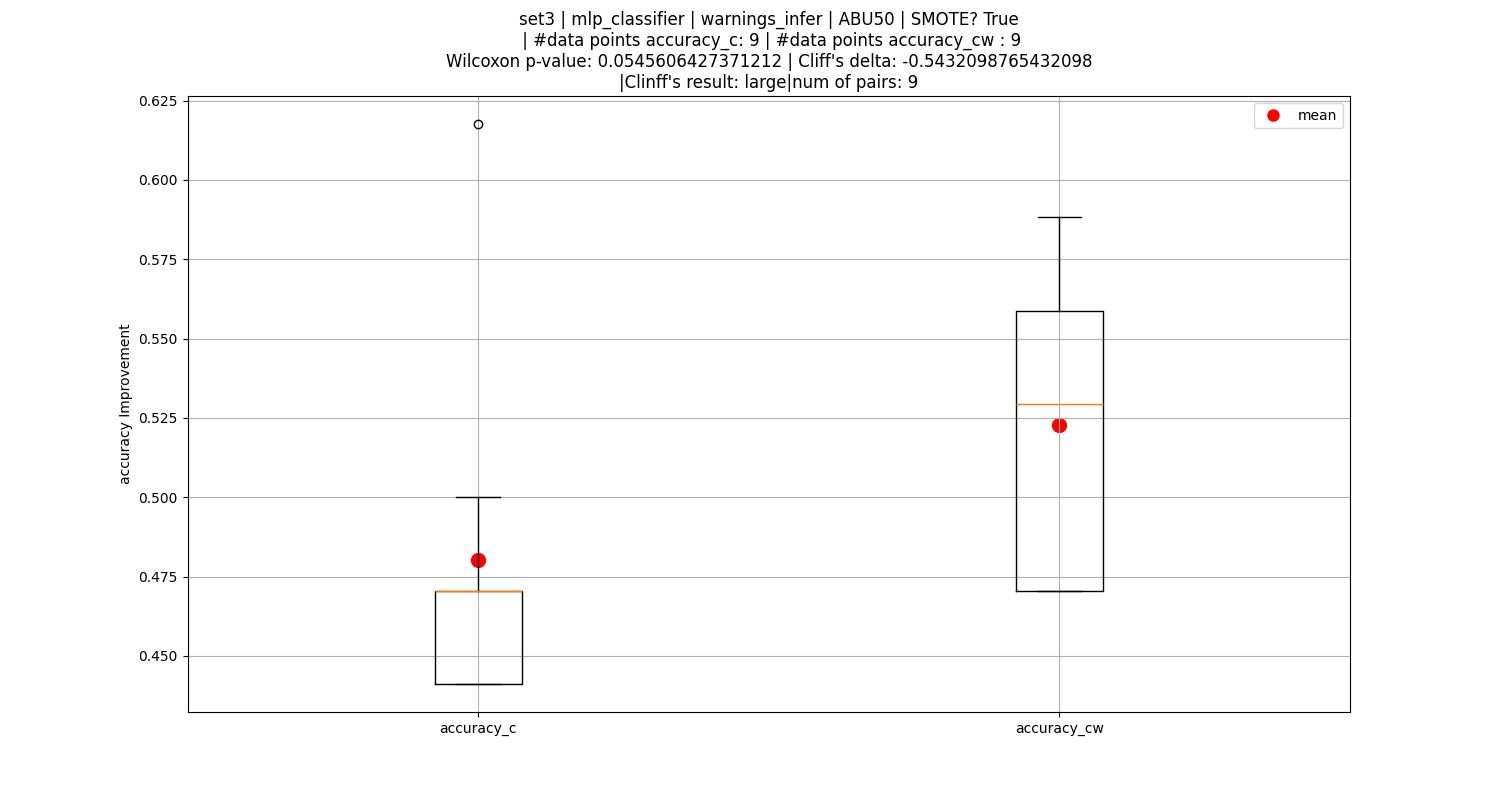 set3 | mlp_classifier | warnings_infer | ABU50 | SMOTE? True
| #data points accuracy_c: 9 | #data points accuracy_cw : 9
Wilcoxon p-value: 0.0545606427371212 | Cliff's delta: -0.5432098765432098
|Clinff's result: large|num of pairs: 9
mean
accuracy Improvement
0.625
0.600
0.575
0.550
0.525
0.500
0.475
0.450
accuracy_c
accuracy_cw